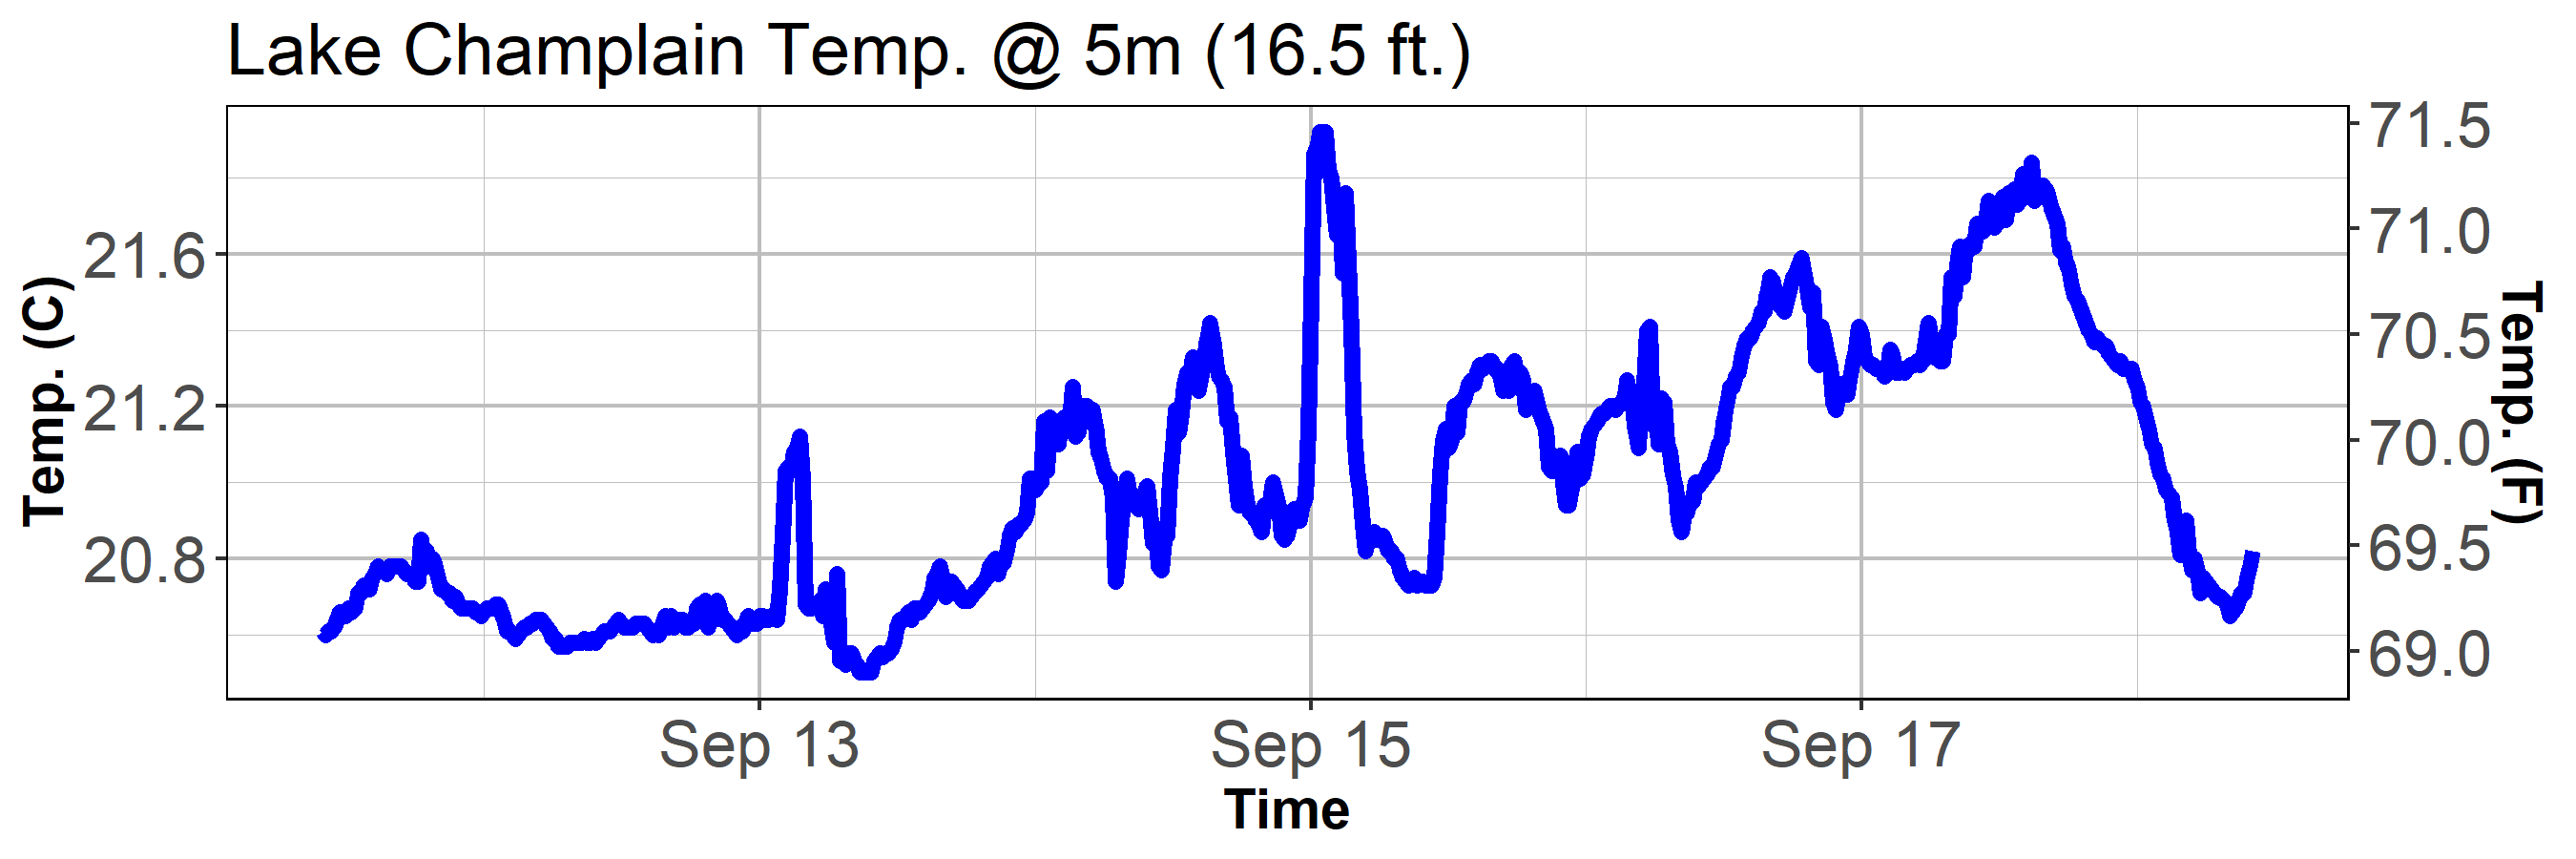 Lake Champlain Temp. @ 5m (16.5 ft.)
Temp. (C)
21.6
21.2
20.8
71.5
71.0
70.5
70.0
69.5
69.0
Temp. (F)
Sep 13 Sep 15 Sep 17
Time